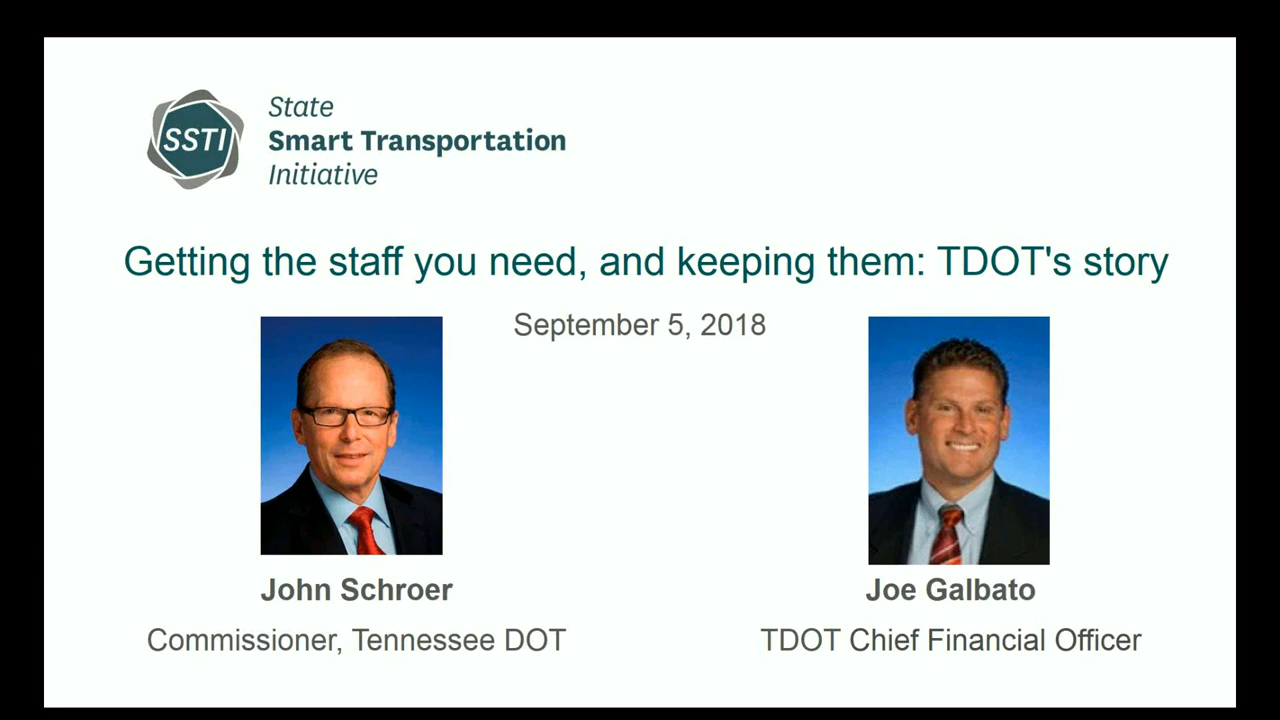 SSTI
State
Smart Transportation
Initiative
Getting the staff you need, and keeping them: TDOT's story
September 5, 2018
John Schroer
Commissioner, Tennessee DOT
Joe Galbato
TDOT Chief Financial Officer